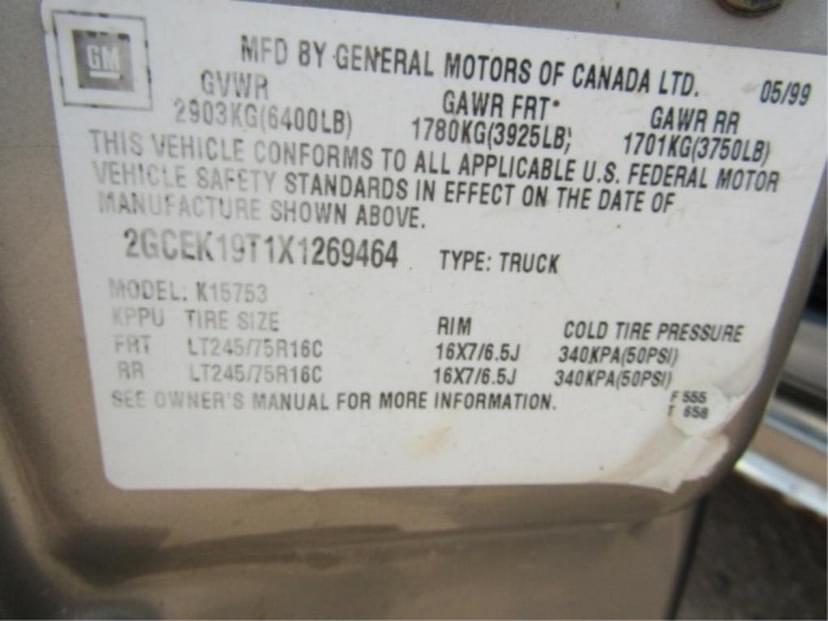 GM
MFD BY GENERAL MOTORS OF CANADA LTD. 05/99
GVWR GAWR FRT* GAWR RR
2903KG(6400LB) 1780KG(3925LB; 1701KG(3750LB)
THIS VEHICLE CONFORMS TO ALL APPLICABLE U.S. FEDERAL MOTOR
VEHICLE SAFETY STANDARDS IN EFFECT ON THE DATE OF
MANUFACTURE SHOWN ABOVE.
2GCEK19T1X1269464 TYPE: TRUCK
MODEL: K15753
KPPU TIRE SIZE RIM COLD TIRE PRESSURE
FRT LT245/75R16C 16X7/6.5J 340KPA(50PSI)
RR LT245/75R16C 16X7/6.5J 340KPA(50PSI)
SEE OWNER'S MANUAL FOR MORE INFORMATION.
F 555
T 658